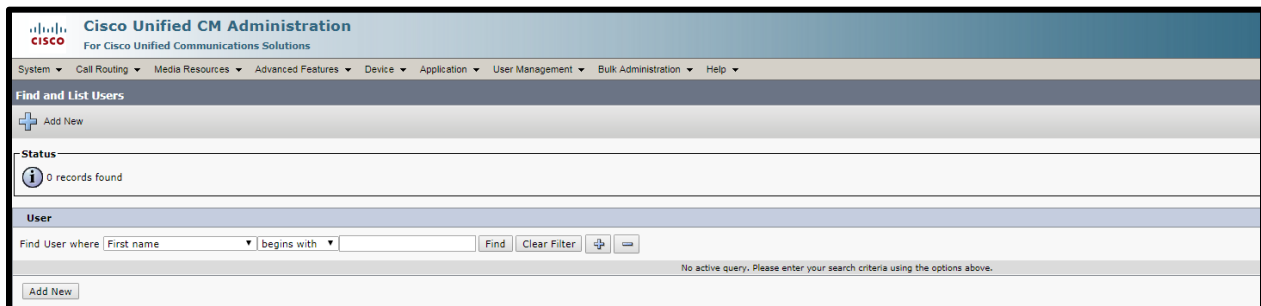 Cisco Unified CM Administration
CISCO
For Cisco Unified Communications Solutions
System Call Routing Media Resources Advanced Features Device Application User Management Bulk Administration Help
Find and List Users
Add New
Status
0 records found
User
Find User where First name begins with Find Clear Filter
No active query. Please enter your search criteria using the options above.
Add New